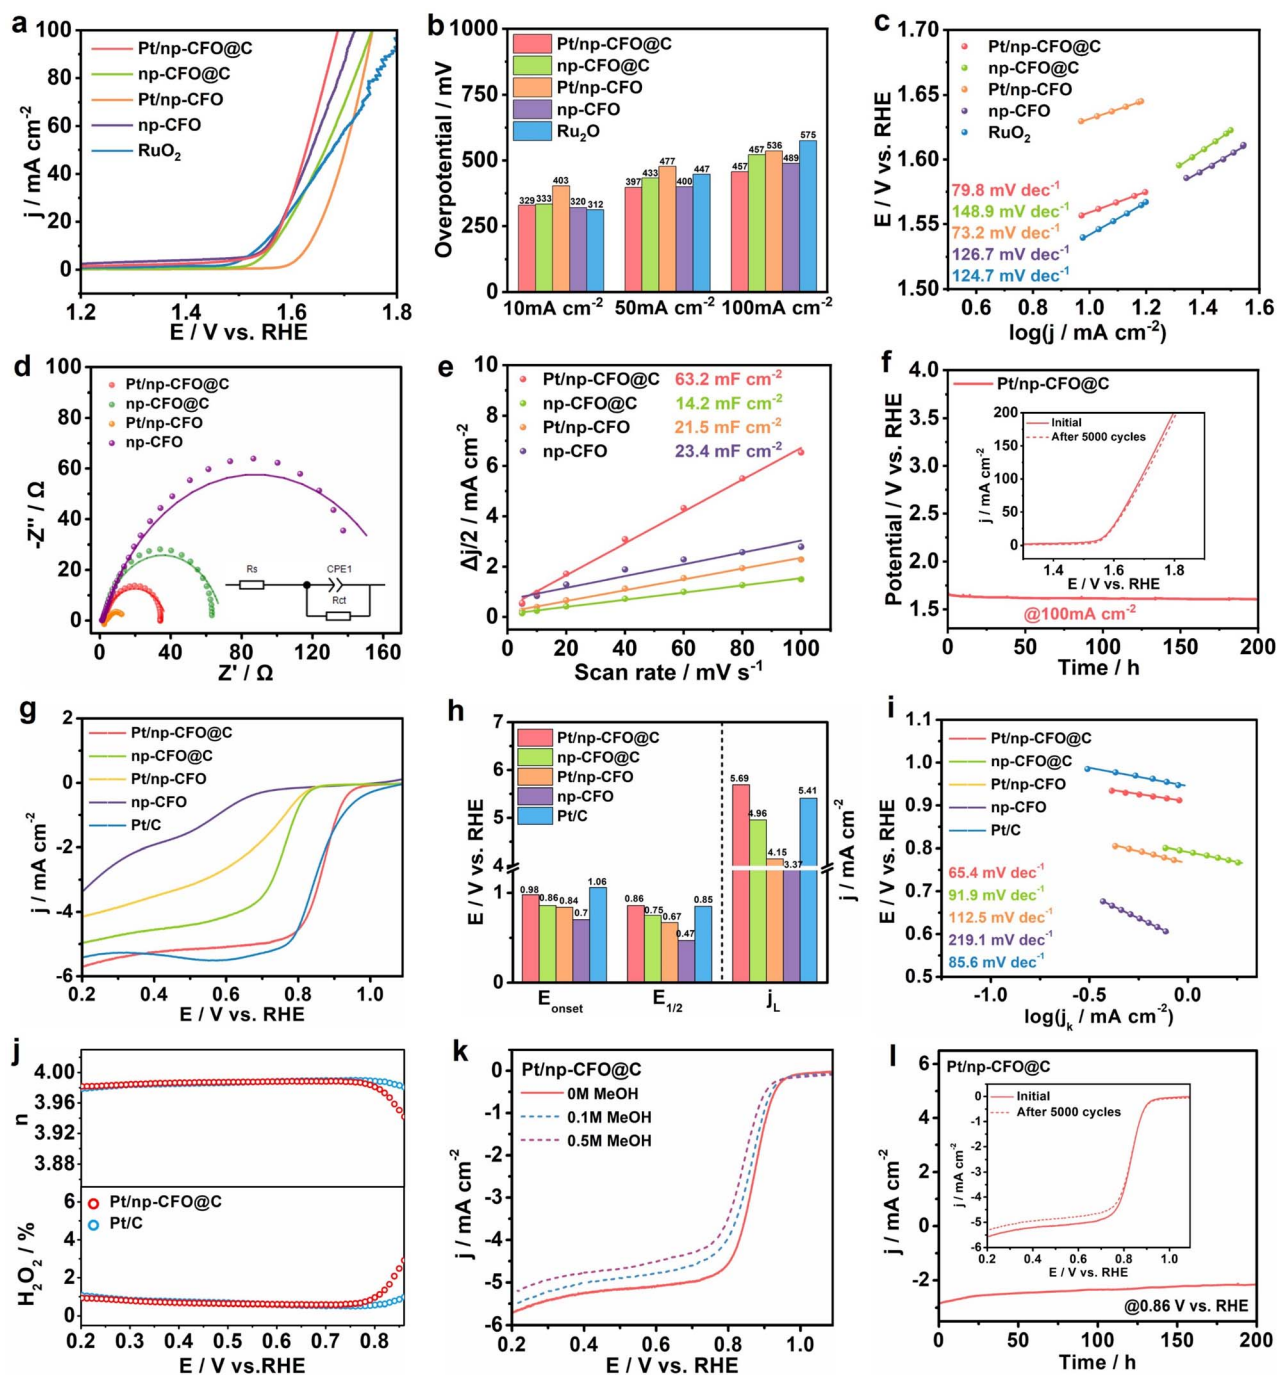 a
100
80
60
40
20
0
j / mA cm⁻²
Pt/np-CFO@C
np-CFO@C
Pt/np-CFO
np-CFO
RuO₂
1.2 1.4 1.6 1.8
E / V vs. RHE
b
1000
750
500
250
0
Overpotential / mV
Pt/np-CFO@C
np-CFO@C
Pt/np-CFO
np-CFO
Ru₂O
329 333 403 320 312
397 433 477 400 447
457 457 536 489 575
10mA cm⁻² 50mA cm⁻² 100mA cm⁻²
c
1.70
1.65
1.60
1.55
1.50
E / V vs. RHE
Pt/np-CFO@C
np-CFO@C
Pt/np-CFO
np-CFO
RuO₂
79.8 mV dec⁻¹
148.9 mV dec⁻¹
73.2 mV dec⁻¹
126.7 mV dec⁻¹
124.7 mV dec⁻¹
0.6 0.8 1.0 1.2 1.4 1.6
log(j / mA cm⁻²)
d
100
80
60
40
20
0
-Z'' / Ω
Pt/np-CFO@C
np-CFO@C
Pt/np-CFO
np-CFO
Rs
CPE1
Rct
0 40 80 120 160
Z' / Ω
e
10
8
6
4
2
0
Δj/2 / mA cm⁻²
Pt/np-CFO@C 63.2 mF cm⁻²
np-CFO@C 14.2 mF cm⁻²
Pt/np-CFO 21.5 mF cm⁻²
np-CFO 23.4 mF cm⁻²
0 20 40 60 80 100
Scan rate / mV s⁻¹
f
4.0
3.5
3.0
2.5
2.0
1.5
Potential / V vs. RHE
Pt/np-CFO@C
200
150
100
50
0
j / mA cm⁻²
Initial
After 5000 cycles
1.4 1.6 1.8
E / V vs. RHE
@100mA cm⁻²
0 50 100 150 200
Time / h
g
2
0
-2
-4
-6
j / mA cm⁻²
Pt/np-CFO@C
np-CFO@C
Pt/np-CFO
np-CFO
Pt/C
0.2 0.4 0.6 0.8 1.0
E / V vs. RHE
h
7
6
5
4
1
0
E / V vs. RHE
j / mA cm⁻²
Pt/np-CFO@C
np-CFO@C
Pt/np-CFO
np-CFO
Pt/C
0.98 0.86 0.84 0.7 1.06
0.86 0.75 0.67 0.47 0.85
5.69 4.96 4.15 3.37 5.41
E onset E 1/2 j L
i
1.1
1.0
0.9
0.8
0.7
0.6
0.5
E / V vs. RHE
Pt/np-CFO@C
np-CFO@C
Pt/np-CFO
np-CFO
Pt/C
65.4 mV dec⁻¹
91.9 mV dec⁻¹
112.5 mV dec⁻¹
219.1 mV dec⁻¹
85.6 mV dec⁻¹
-1.0 -0.5 0.0
log(jₖ / mA cm⁻²)
j
4.00
3.96
3.92
3.88
n
6
4
2
0
H₂O₂ / %
Pt/np-CFO@C
Pt/C
0.2 0.3 0.4 0.5 0.6 0.7 0.8
E / V vs.RHE
k
0
-1
-2
-3
-4
-5
-6
j / mA cm⁻²
Pt/np-CFO@C
0M MeOH
0.1M MeOH
0.5M MeOH
0.2 0.4 0.6 0.8 1.0
E / V vs. RHE
l
6
4
2
0
-2
j / mA cm⁻²
Pt/np-CFO@C
0
-1
-2
-3
-4
-5
-6
j / mA cm⁻²
Initial
After 5000 cycles
0.2 0.4 0.6 0.8 1.0
E / V vs. RHE
@0.86 V vs. RHE
0 50 100 150 200
Time / h